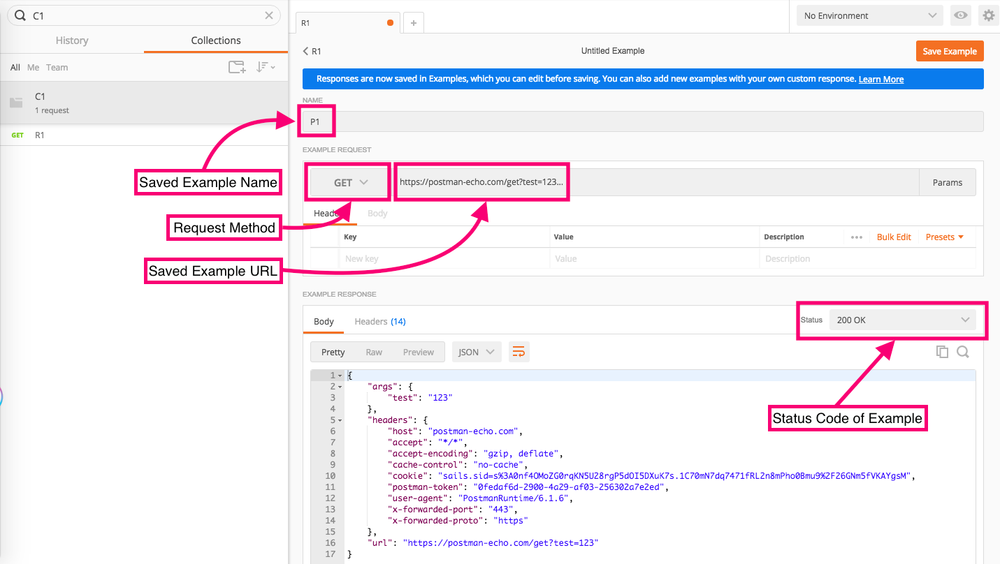 C1
History Collections
All Me Team
C1
1 request
GET R1
R1
No Environment
R1
Untitled Example
Save Example
Responses are now saved in Examples, which you can edit before saving. You can also add new examples with your own custom response. Learn More
NAME
P1
Saved Example Name
EXAMPLE REQUEST
GET https://postman-echo.com/get?test=123... Params
Request Method
Body
Key Value Description Bulk Edit Presets
New key Value Description
Saved Example URL
EXAMPLE RESPONSE
Body Headers (14) Status 200 OK
Pretty Raw Preview JSON
Status Code of Example
1 {
2 "args": {
3 "test": "123"
4 },
5 "headers": {
6 "host": "postman-echo.com",
7 "accept": "*/*",
8 "accept-encoding": "gzip, deflate",
9 "cache-control": "no-cache",
10 "cookie": "sails.sid=s%3A0nf4OMoZG0rqKN5U28rgP5dOI5DXuK7s.1C70mN7dq7471fRL2n8mPho0Bmu9%2F26GNm5fVKAYgsM",
11 "postman-token": "0fedaf6d-2900-4a29-af03-256302a7e2ed",
12 "user-agent": "PostmanRuntime/6.1.6",
13 "x-forwarded-port": "443",
14 "x-forwarded-proto": "https"
15 },
16 "url": "https://postman-echo.com/get?test=123"
17 }